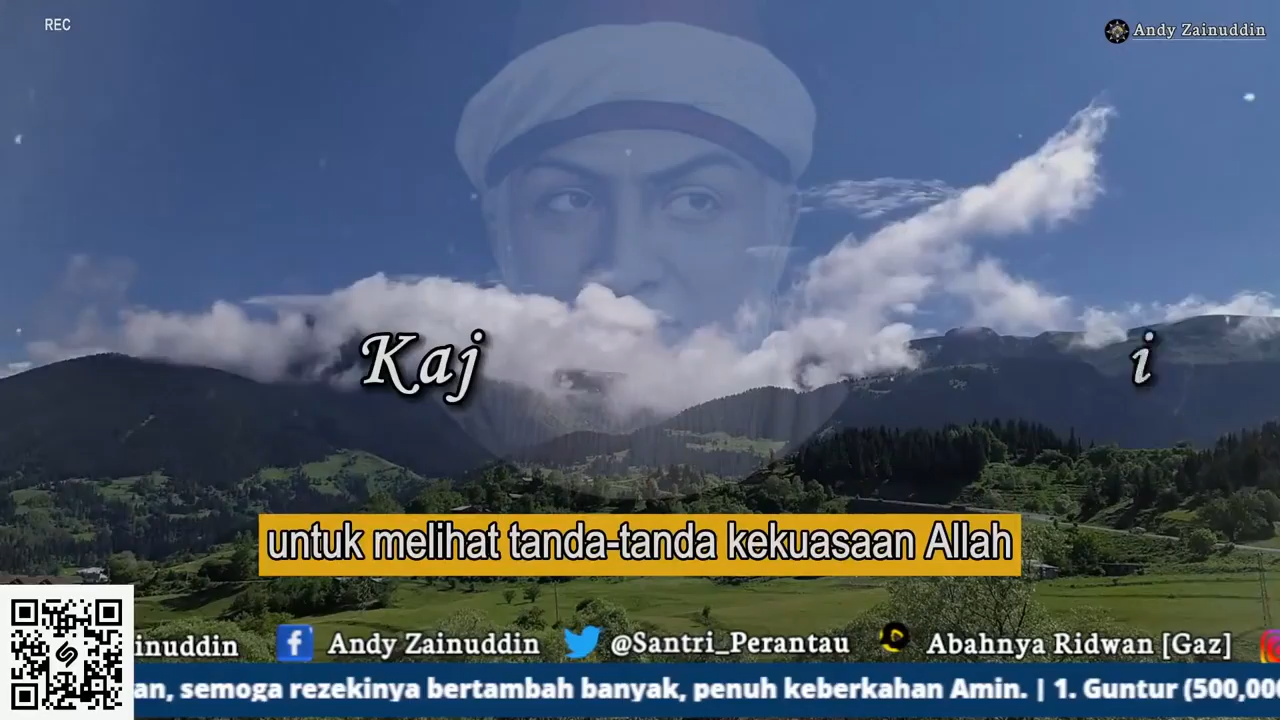 REC
Andy Zainuddin
Kaj i
untuk melihat tanda-tanda kekuasaan Allah
inuddin
Andy Zainuddin
@Santri_Perantau
Abahnya Ridwan [Gaz]
an, semoga rezekinya bertambah banyak, penuh keberkahan Amin. | 1. Guntur (500,00